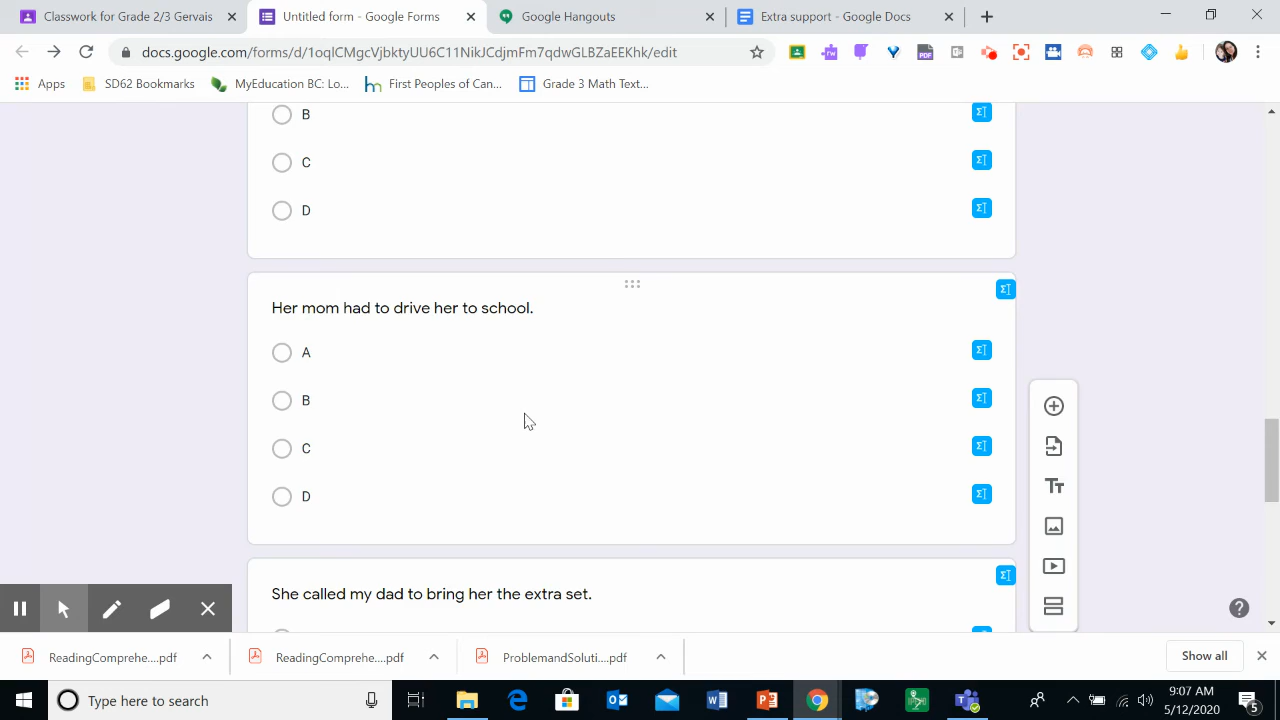 Classwork for Grade 2/3 Gervais
Untitled form - Google Forms
Google Hangouts
Extra support - Google Docs
docs.google.com/forms/d/1oqlCMgcVjbktyUU6C11NikJCdjmFm7qdwGLBZaEEKhk/edit
Apps
SD62 Bookmarks
MyEducation BC: Lo...
First Peoples of Can...
Grade 3 Math Text...
B
C
D
Her mom had to drive her to school.
A
B
C
D
She called my dad to bring her the extra set.
ReadingComprehe....pdf
ReadingComprehe....pdf
ProblemandSoluti....pdf
Show all
Type here to search
9:07 AM
5/12/2020
5